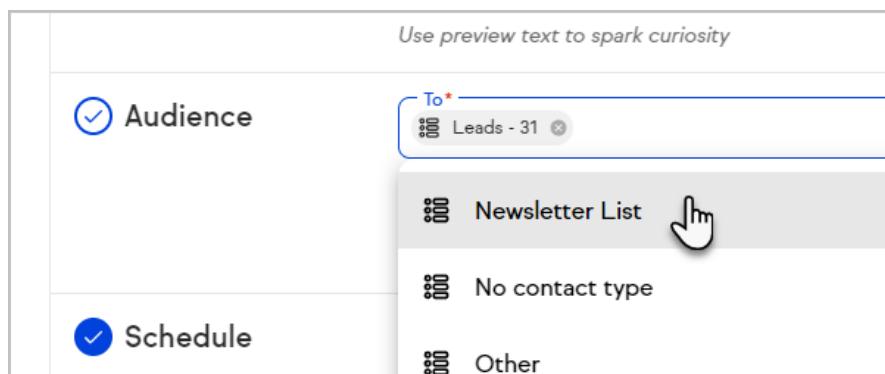 Use preview text to spark curiosity
Audience
To*
Leads - 31
Newsletter List
No contact type
Schedule
Other